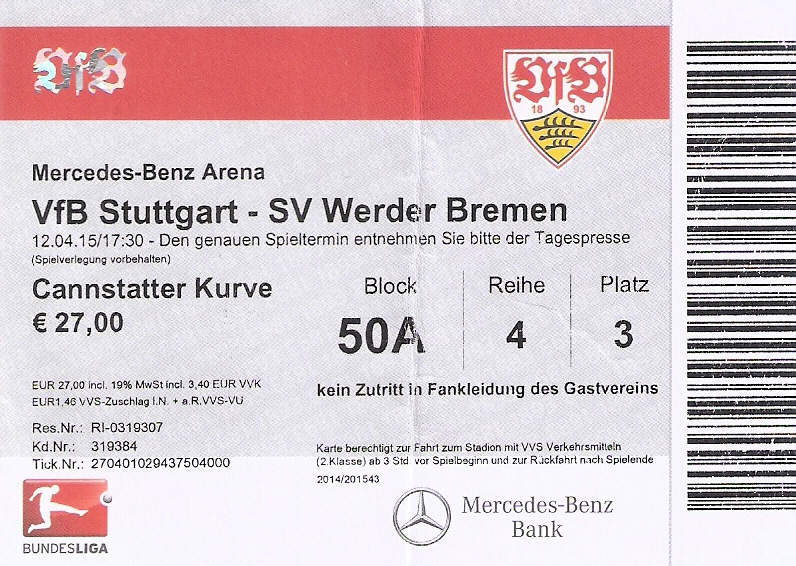 VfB
VfB
18 93
Mercedes-Benz Arena
VfB Stuttgart - SV Werder Bremen
12.04.15/17:30 - Den genauen Spieltermin entnehmen Sie bitte der Tagespresse
(Spielverlegung vorbehalten)
Cannstatter Kurve
€ 27,00
Block Reihe Platz
50A 4 3
EUR 27,00 incl. 19% MwSt incl. 3,40 EUR VVK
EUR1,46 VVS-Zuschlag I.N. + a.R.VVS-VU
kein Zutritt in Fankleidung des Gastvereins
Res.Nr.: RI-0319307
Kd.Nr.: 319384
Tick.Nr.: 270401029437504000
Karte berechtigt zur Fahrt zum Stadion mit VVS Verkehrsmitteln
(2.Klasse) ab 3 Std. vor Spielbeginn und zur Rückfahrt nach Spielende
2014/201543
BUNDESLIGA
Mercedes-Benz
Bank